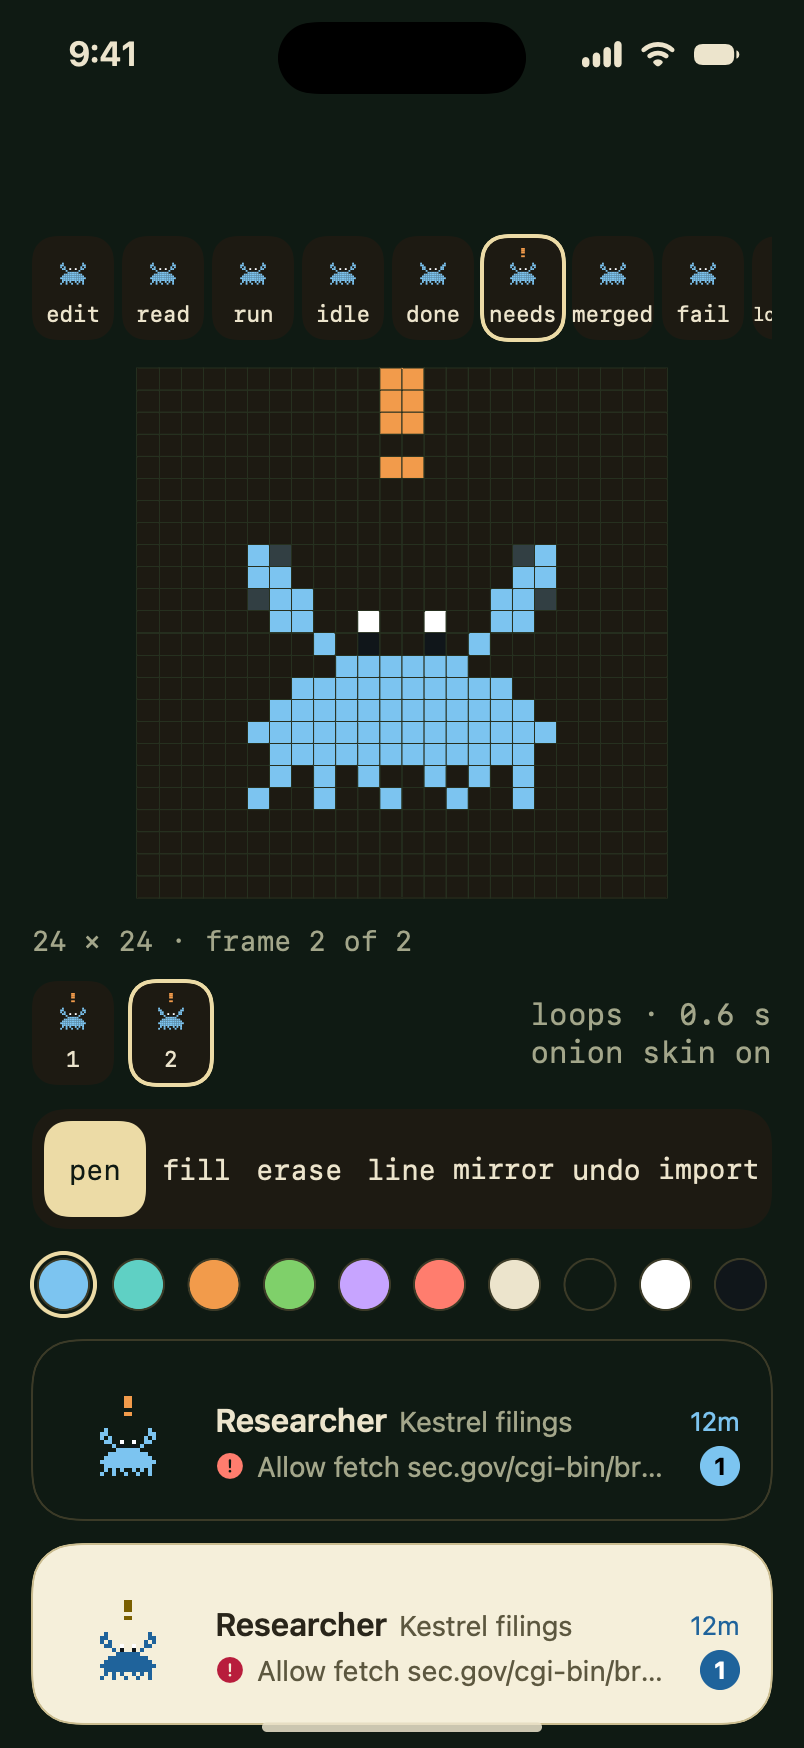 9:41
edit read run idle done needs merged fail
24 × 24 · frame 2 of 2
1 2
loops · 0.6 s
onion skin on
pen fill erase line mirror undo import
Researcher Kestrel filings 12m
! Allow fetch sec.gov/cgi-bin/br... 1
Researcher Kestrel filings 12m
! Allow fetch sec.gov/cgi-bin/br... 1